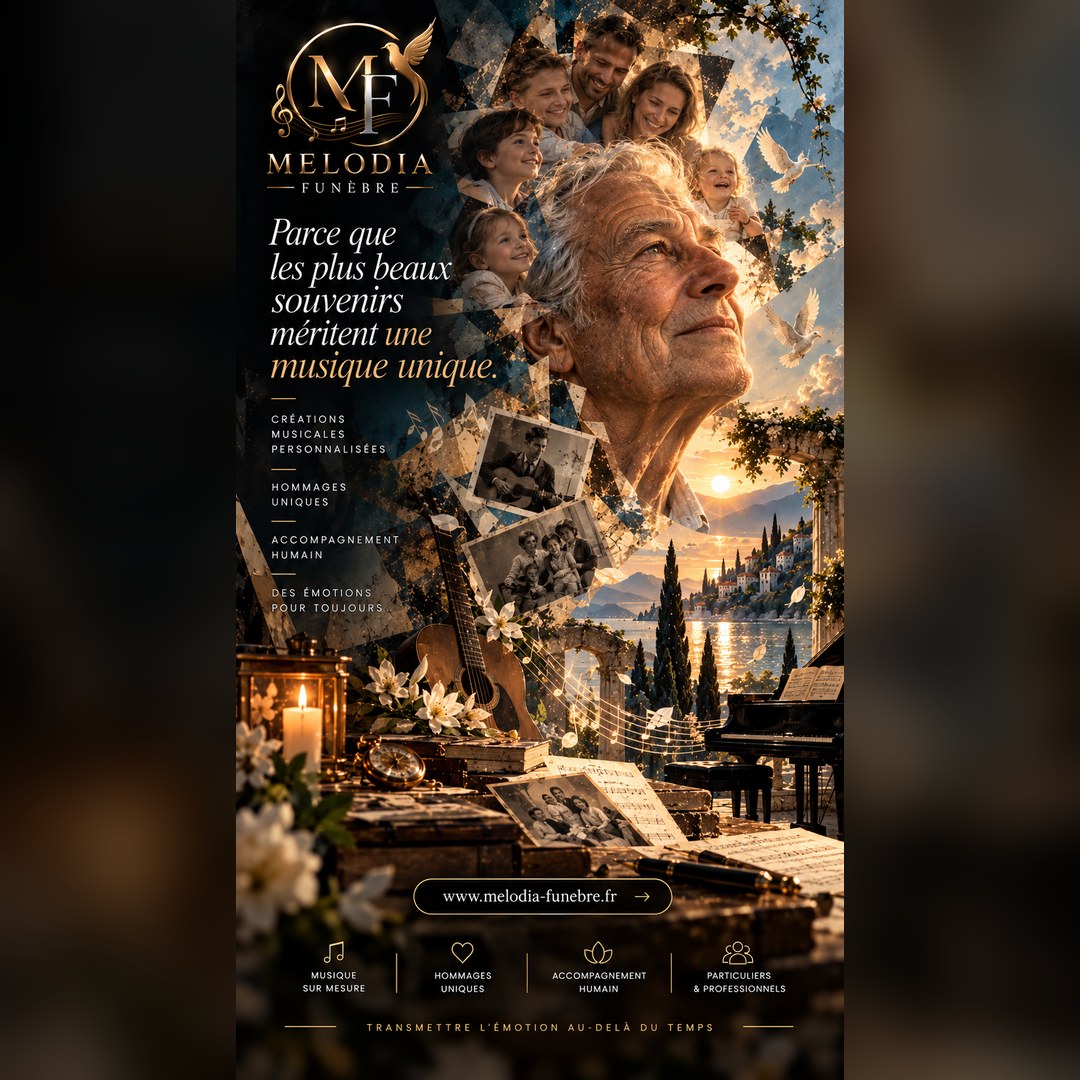 MF
MELODIA
FUNÈBRE
Parce que
les plus beaux
souvenirs
méritent une
musique unique.
CRÉATIONS
MUSICALES
PERSONNALISÉES
HOMMAGES
UNIQUES
ACCOMPAGNEMENT
HUMAIN
DES ÉMOTIONS
POUR TOUJOURS
www.melodia-funebre.fr →
MUSIQUE
SUR MESURE
HOMMAGES
UNIQUES
ACCOMPAGNEMENT
HUMAIN
PARTICULIERS
& PROFESSIONNELS
TRANSMETTRE L'ÉMOTION AU-DELÀ DU TEMPS